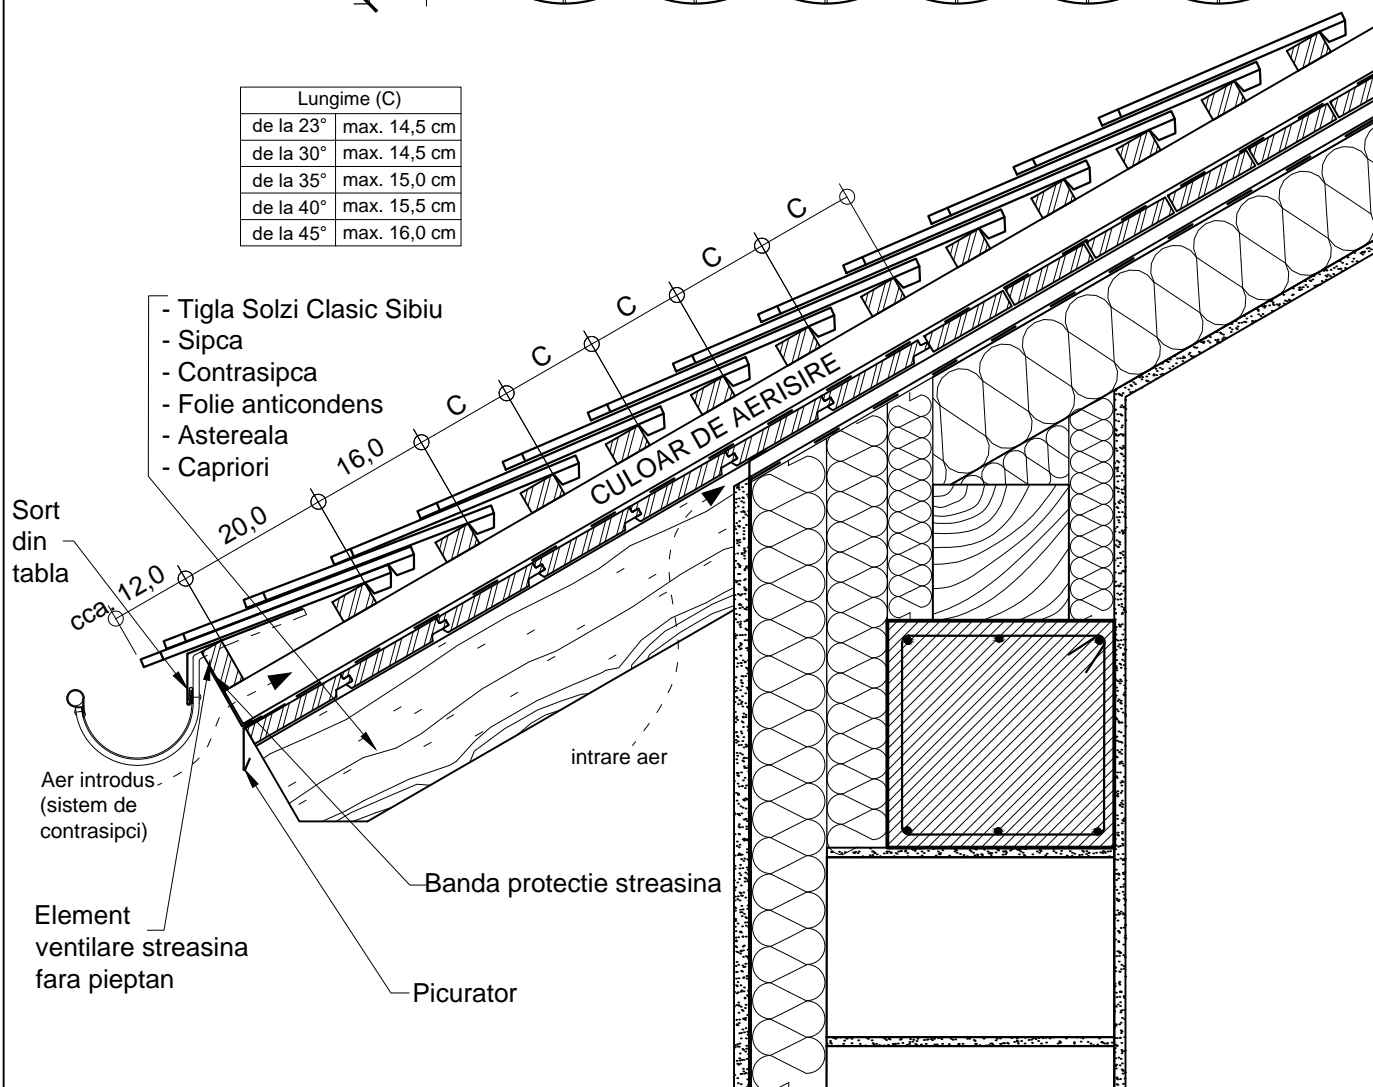 Lungime (C)
de la 23° max. 14,5 cm
de la 30° max. 14,5 cm
de la 35° max. 15,0 cm
de la 40° max. 15,5 cm
de la 45° max. 16,0 cm
- Tigla Solzi Clasic Sibiu
- Sipca
- Contrasipca
- Folie anticondens
- Astereala
- Capriori
Sort
din
tabla
cca. 12,0
20,0
16,0
C
C
C
C
C
CULOAR DE AERISIRE
intrare aer
Aer introdus
(sistem de
contrasipci)
Banda protectie streasina
Element
ventilare streasina
fara pieptan
Picurator